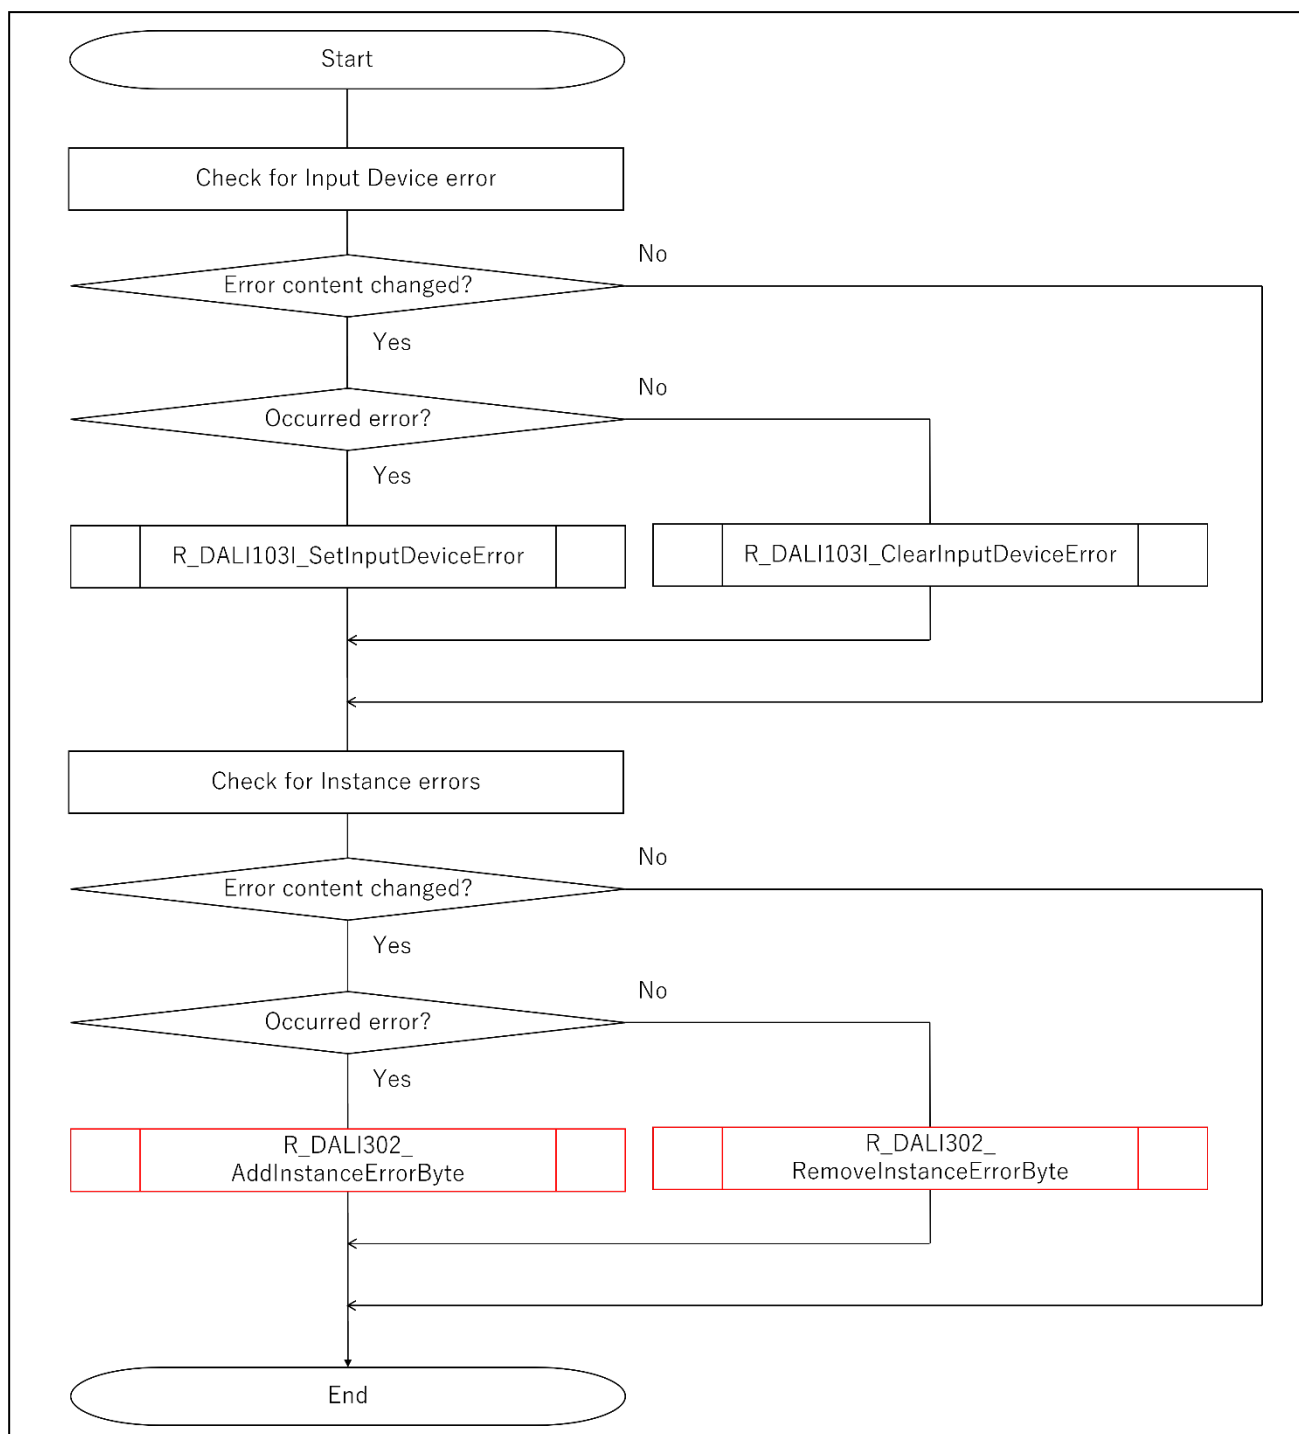 Start
Check for Input Device error
No
Error content changed?
Yes
No
Occurred error?
Yes
R_DALI103I_SetInputDeviceError
R_DALI103I_ClearInputDeviceError
Check for Instance errors
No
Error content changed?
Yes
No
Occurred error?
Yes
R_DALI302_
AddInstanceErrorByte
R_DALI302_
RemoveInstanceErrorByte
End